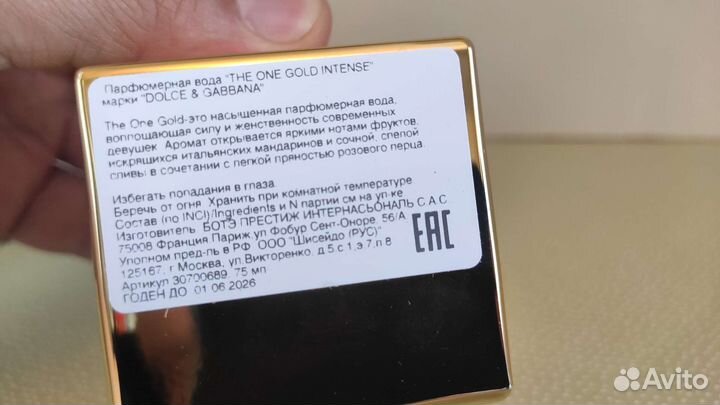 Парфюмерная вода "THE ONE GOLD INTENSE"
марки "DOLCE & GABBANA"
The One Gold-это насыщенная парфюмерная вода,
воплощающая силу и женственность современных
девушек. Аромат открывается яркими нотами фруктов,
искрящихся итальянских мандаринов и сочной, спелой
сливы в сочетании с легкой пряностью розового перца.
Избегать попадания в глаза.
Беречь от огня. Хранить при комнатной температуре
Состав (по INCI)/Ingredients и N партии см на уп-ке
Изготовитель: БОТЭ ПРЕСТИЖ ИНТЕРНАСЬОНАЛЬ С.А.С.
75008 Франция Париж ул Фобур Сент-Оноре, 56/А
Уполном пред-ль в РФ: ООО "Шисейдо (РУС)"
125167, г Москва, ул.Викторенко, д.5,с 1,э.7,п 8
Артикул 30700689 75 мл
ГОДЕН ДО: 01.06.2026
EAC
Avito